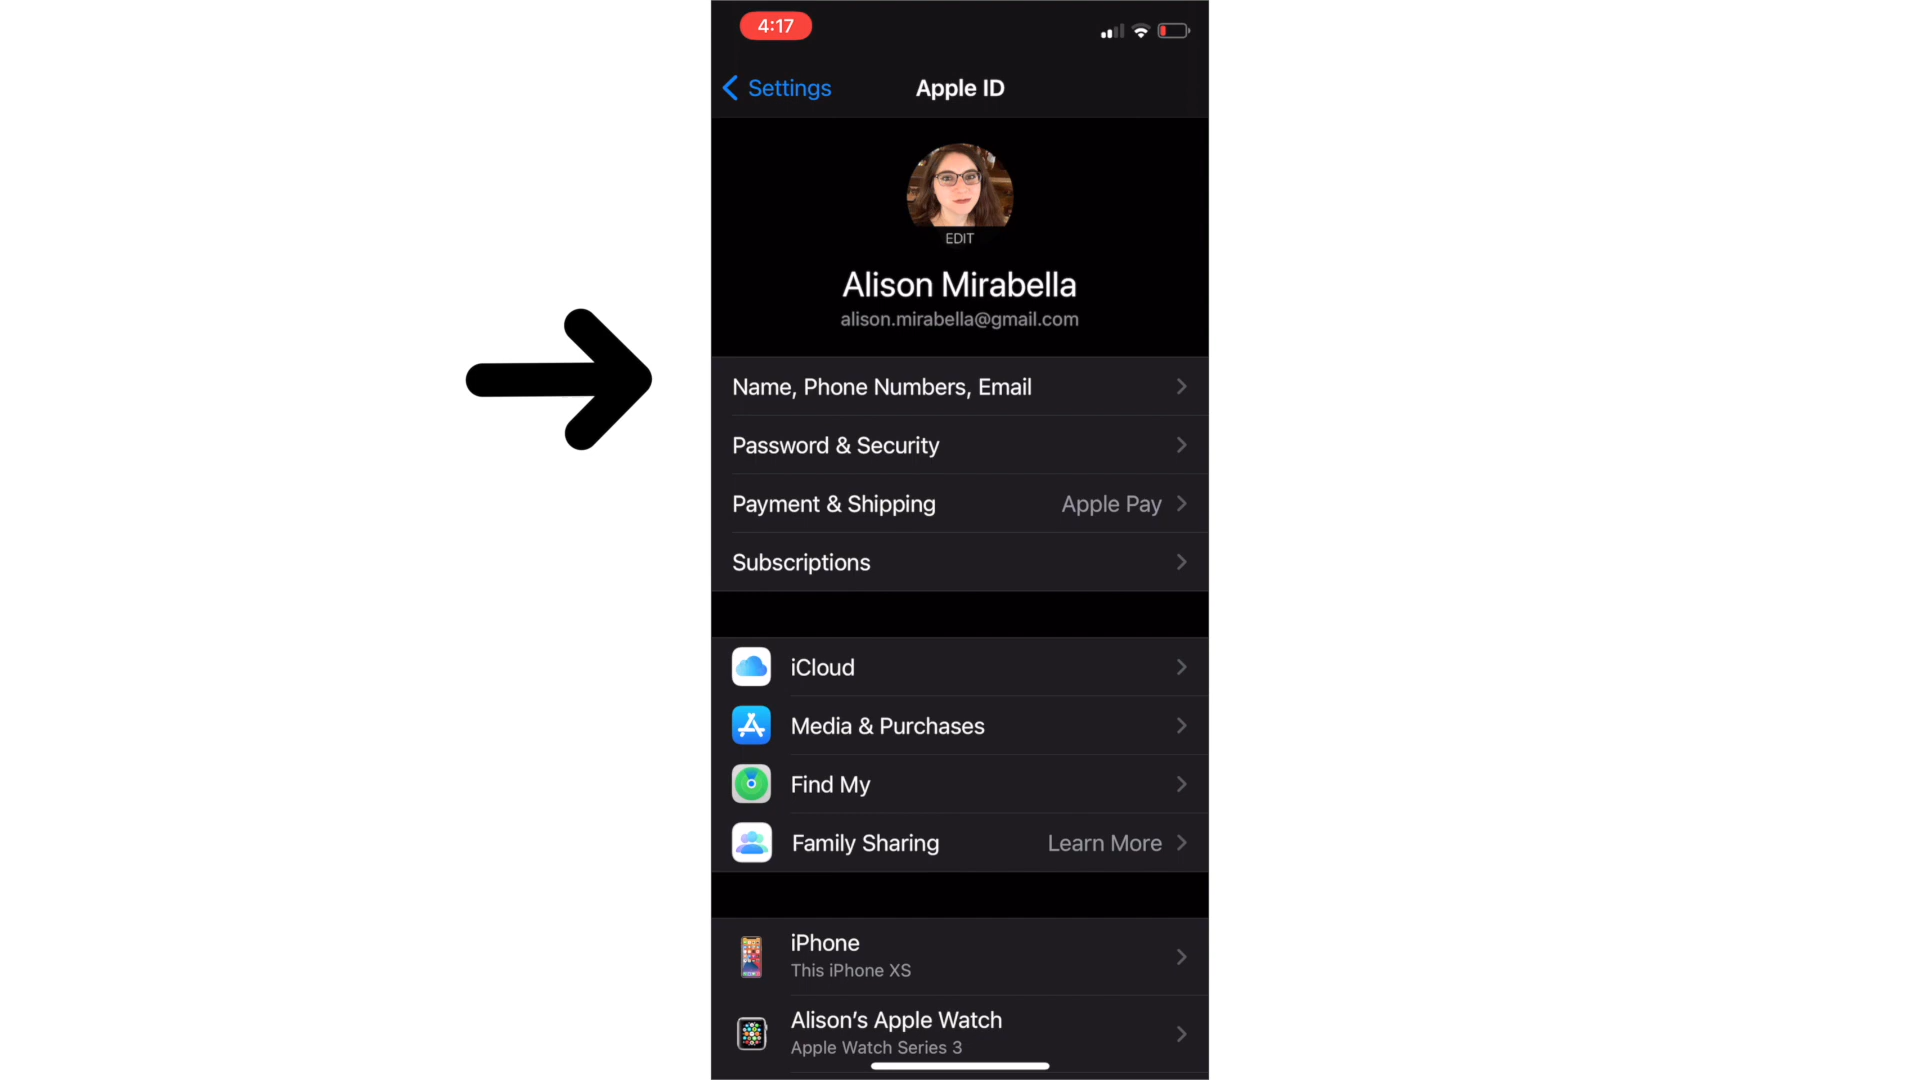 4:17
Settings
Apple ID
EDIT
Alison Mirabella
alison.mirabella@gmail.com
Name, Phone Numbers, Email
Password & Security
Payment & Shipping Apple Pay
Subscriptions
iCloud
Media & Purchases
Find My
Family Sharing Learn More
iPhone
This iPhone XS
Alison’s Apple Watch
Apple Watch Series 3